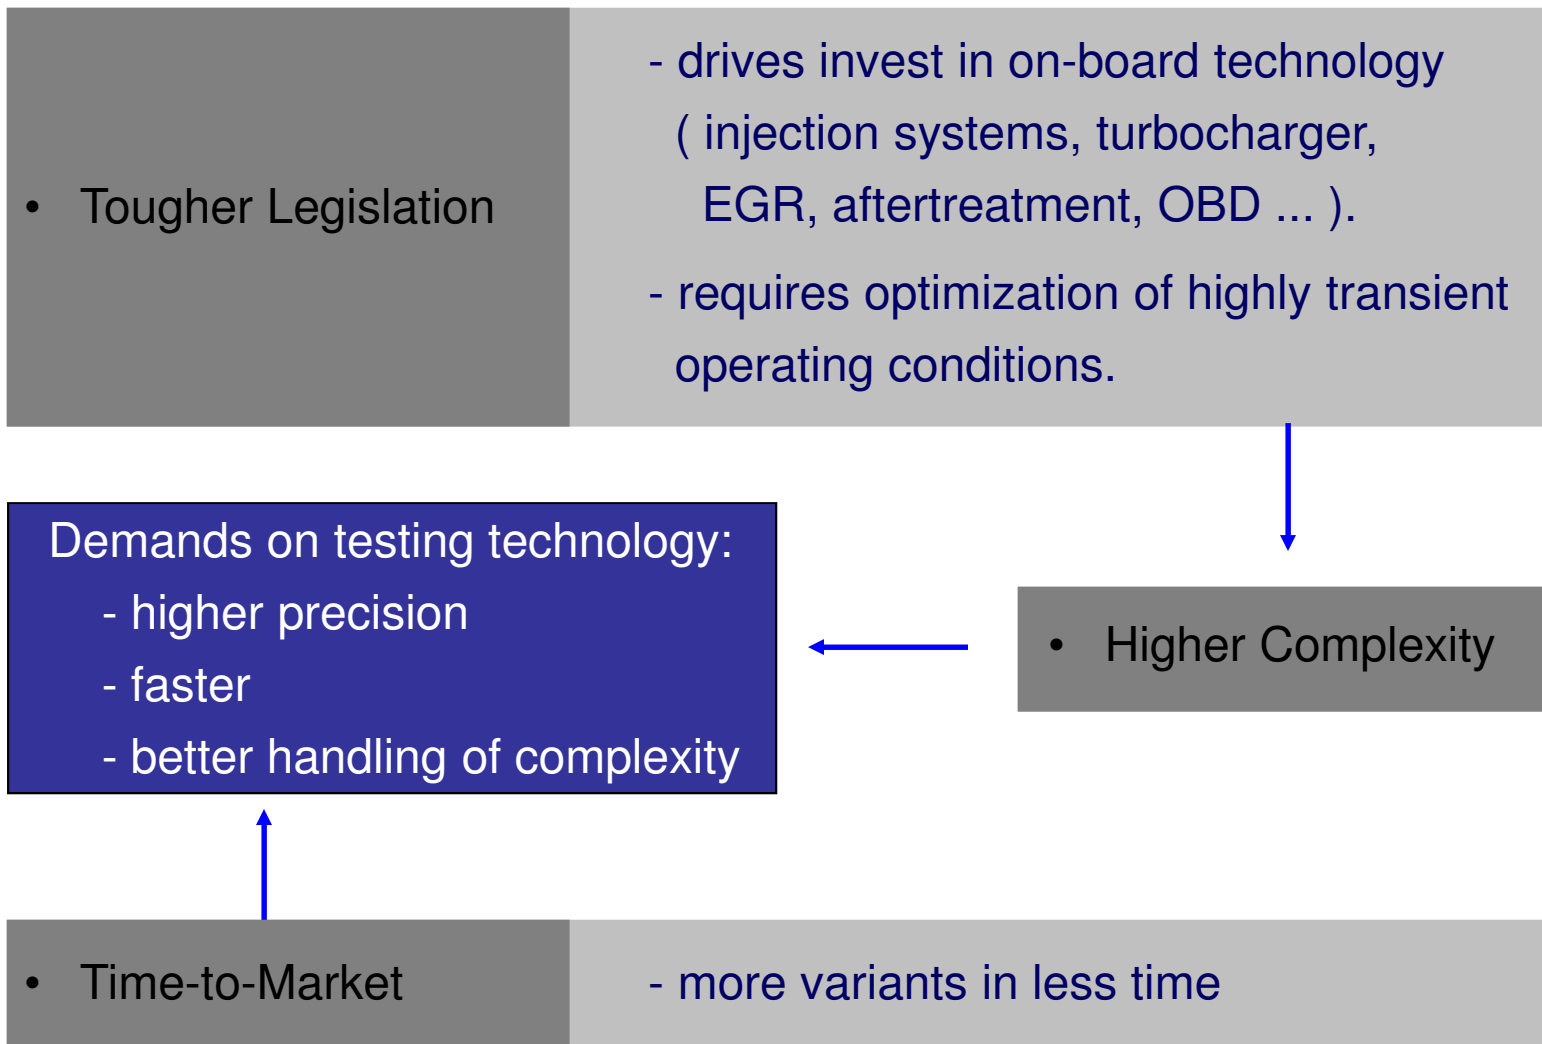 • Tougher Legislation
- drives invest in on-board technology
( injection systems, turbocharger,
EGR, aftertreatment, OBD ... ).
- requires optimization of highly transient
operating conditions.
Demands on testing technology:
- higher precision
- faster
- better handling of complexity
• Higher Complexity
• Time-to-Market
- more variants in less time